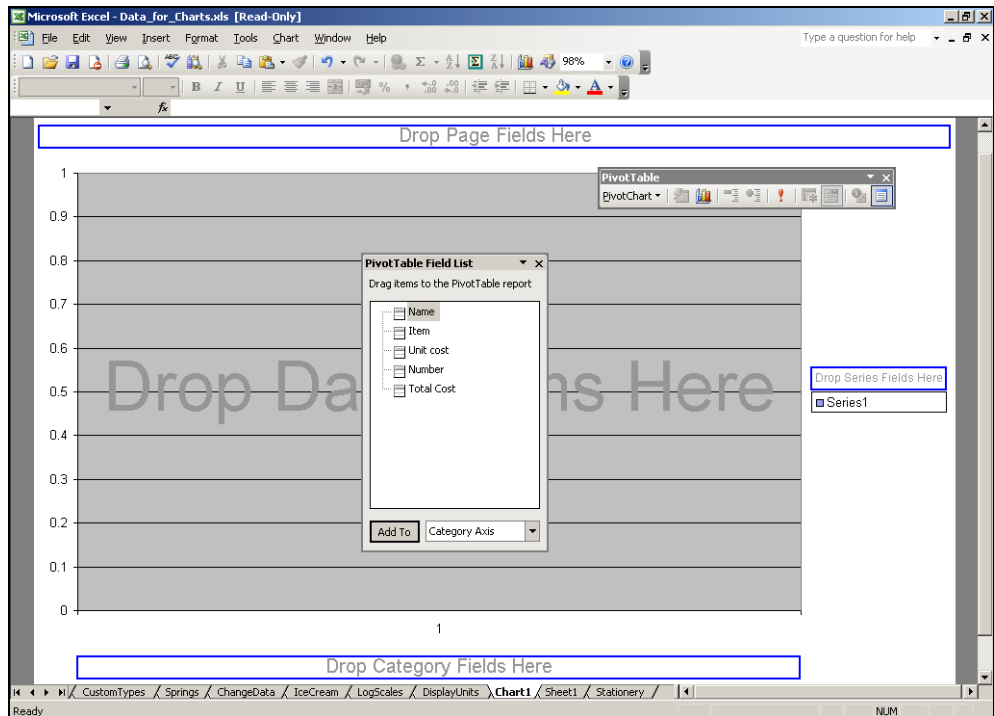 Microsoft Excel - Data_for_Charts.xls [Read-Only]
File Edit View Insert Format Tools Chart Window Help
Type a question for help
98%
B I U
fx
Drop Page Fields Here
PivotTable
PivotChart
1
0.9
0.8
0.7
0.6
0.5
0.4
0.3
0.2
0.1
0
1
PivotTable Field List
Drag items to the PivotTable report
Name
Item
Unit cost
Number
Total Cost
Add To Category Axis
Drop Da ns Here
Drop Series Fields Here
Series1
Drop Category Fields Here
CustomTypes / Springs / ChangeData / IceCream / LogScales / DisplayUnits \ Chart1 / Sheet1 / Stationery /
Ready
NUM